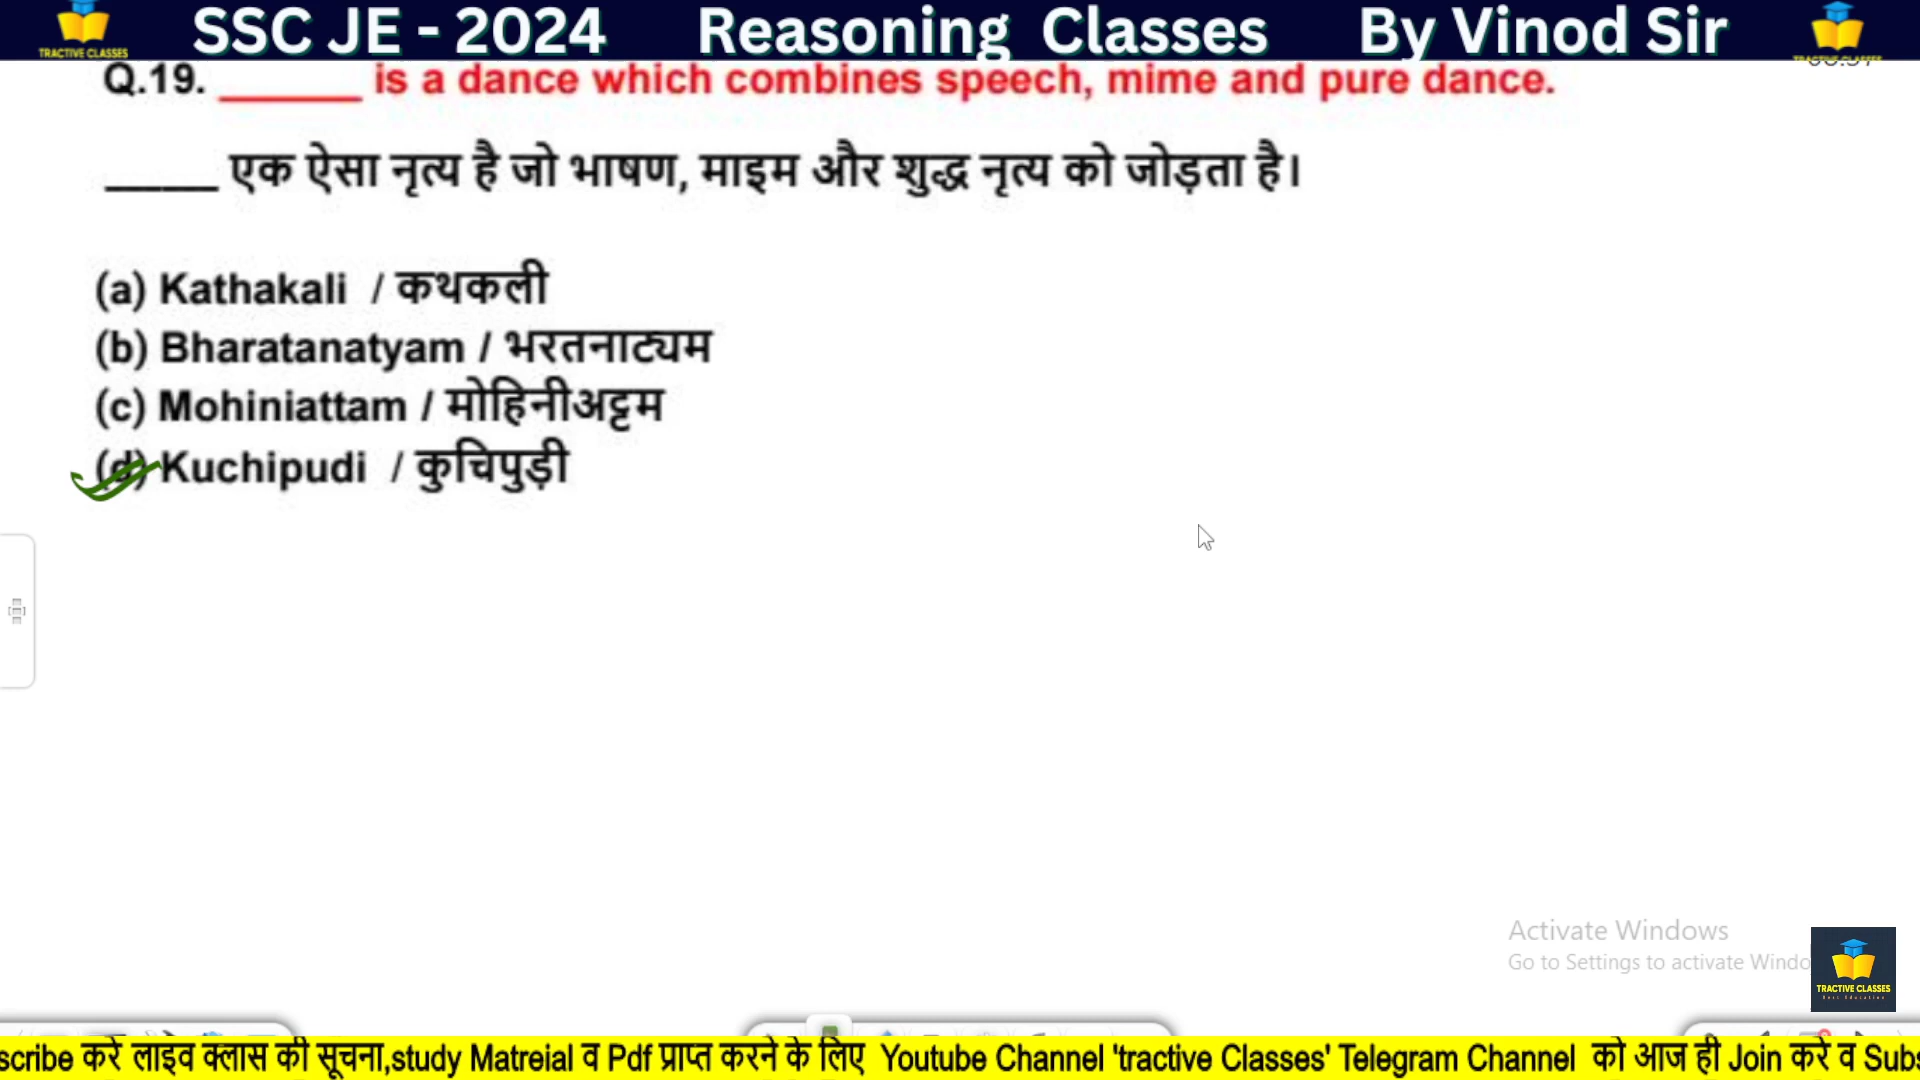 SSC JE - 2024 Reasoning Classes By Vinod Sir
TRACTIVE CLASSES
Q.19. ______ is a dance which combines speech, mime and pure dance.
_____ एक ऐसा नृत्य है जो भाषण, माइम और शुद्ध नृत्य को जोड़ता है।
(a) Kathakali / कथकली
(b) Bharatanatyam / भरतनाट्यम
(c) Mohiniattam / मोहिनीअट्टम
(d) Kuchipudi / कुचिपुड़ी
Activate Windows
Go to Settings to activate Windo
TRACTIVE CLASSES
scribe करें लाइव क्लास की सूचना,study Matreial व Pdf प्राप्त करने के लिए Youtube Channel 'tractive Classes' Telegram Channel को आज ही Join करें व Subs